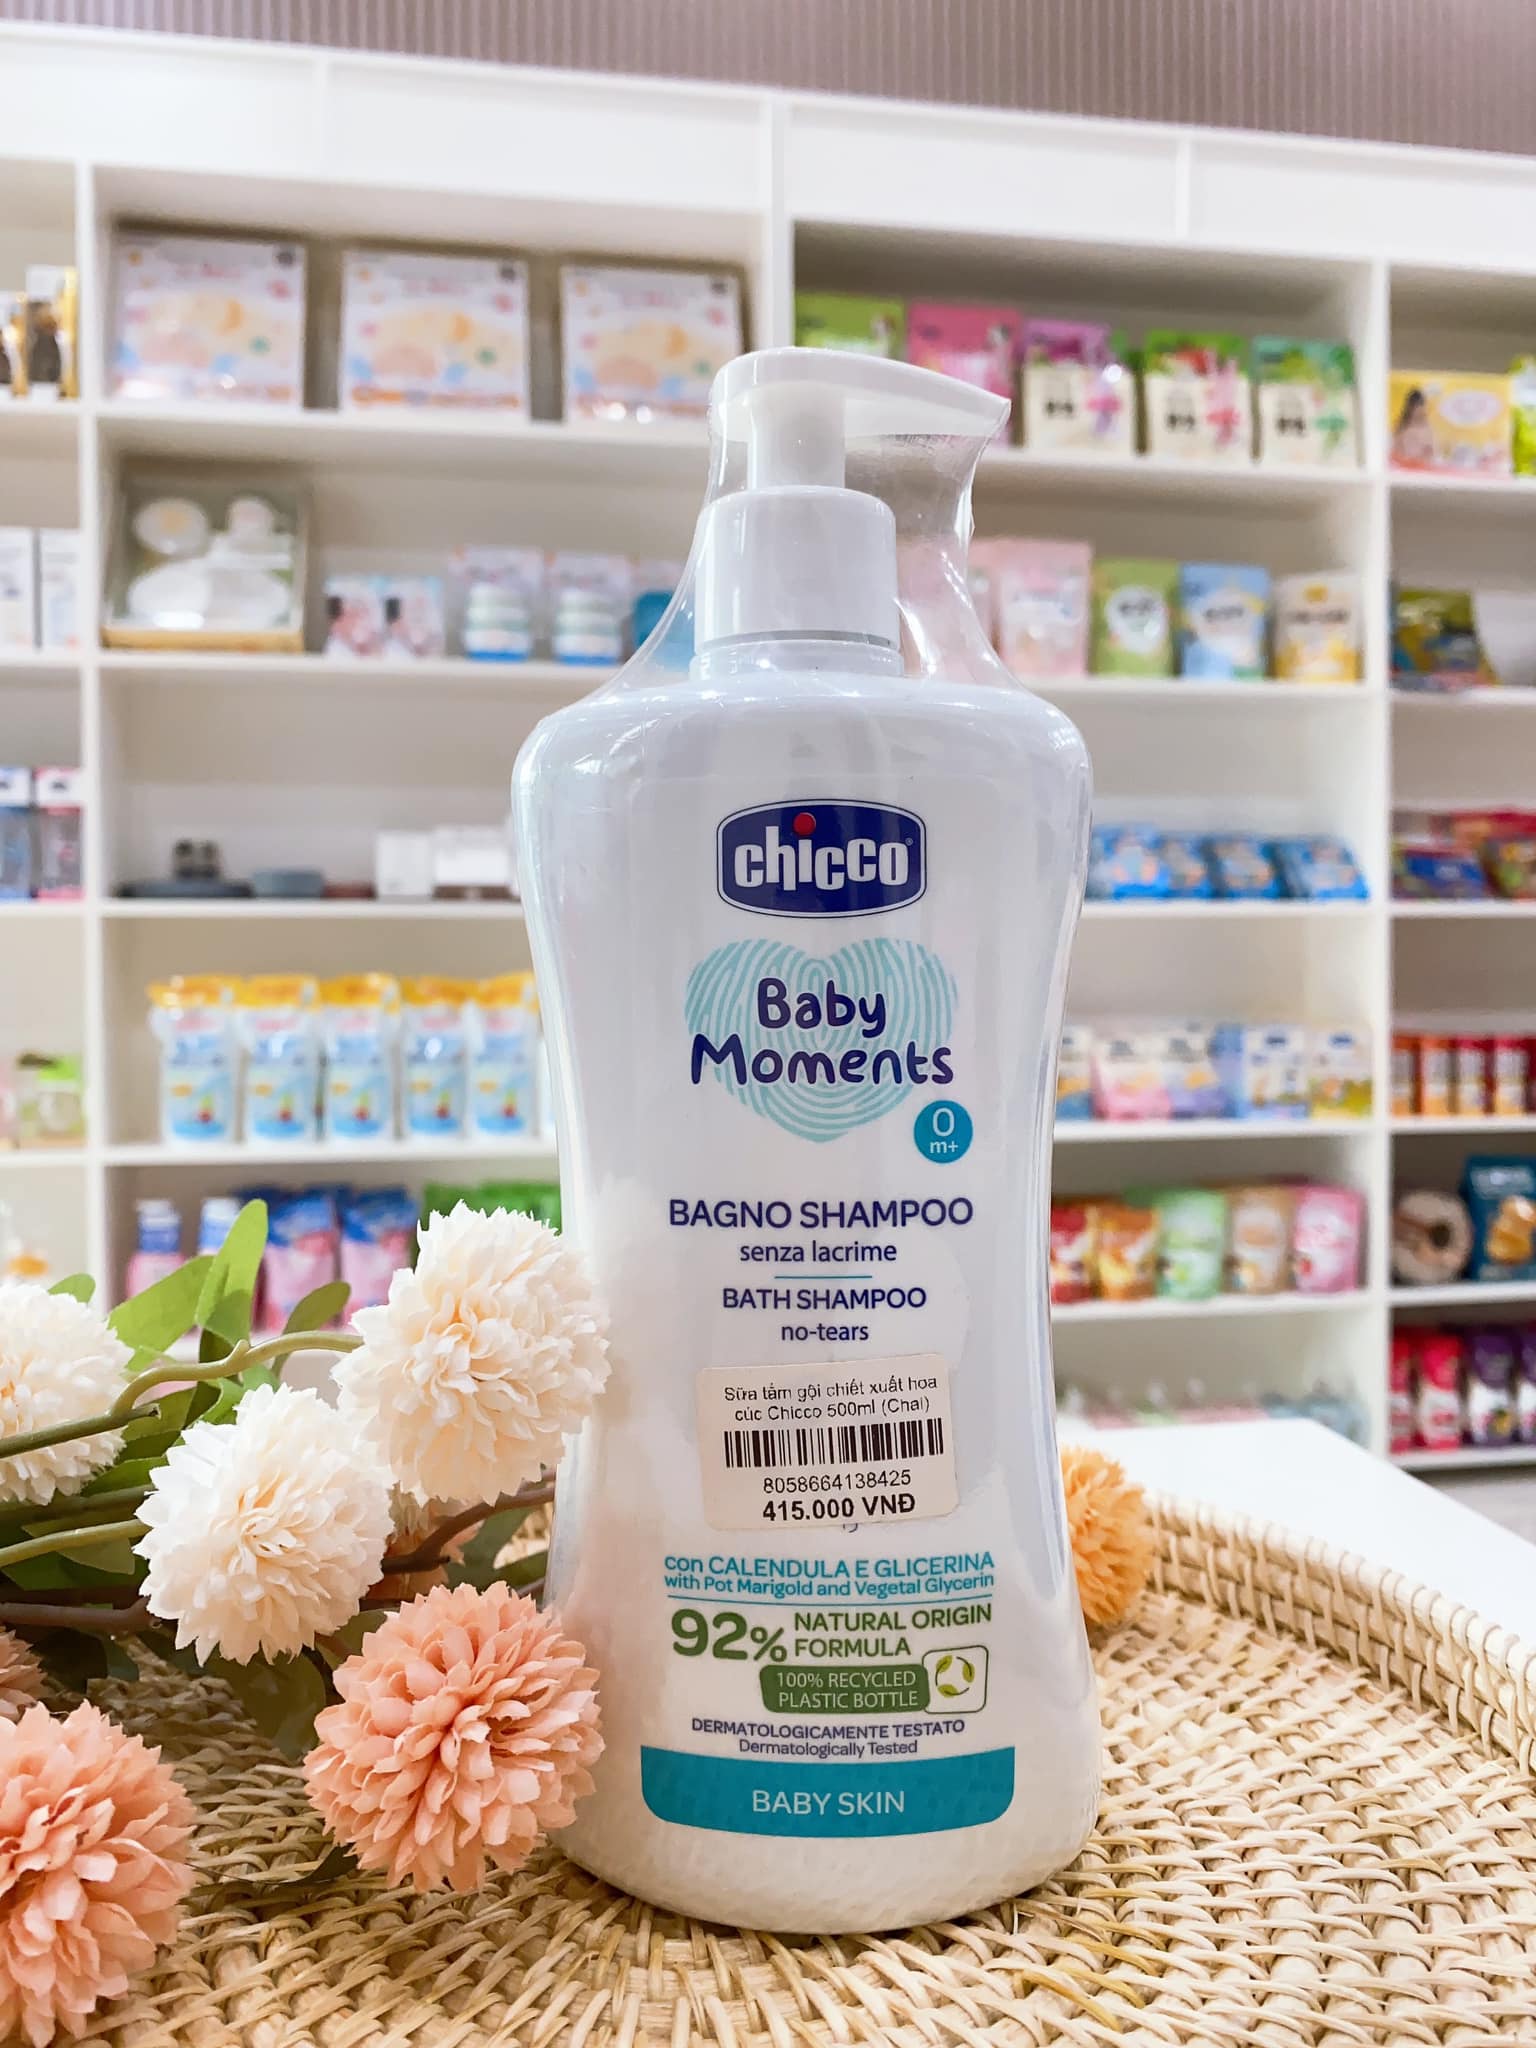 chicco
Baby
Moments
0
m+
BAGNO SHAMPOO
senza lacrime
BATH SHAMPOO
no-tears
Sữa tắm gội chiết xuất hoa
cúc Chicco 500ml (Chai)
8058664138425
415.000 VNĐ
con CALENDULA E GLICERINA
with Pot Marigold and Vegetal Glycerin
92% NATURAL ORIGIN
FORMULA
100% RECYCLED
PLASTIC BOTTLE
DERMATOLOGICAMENTE TESTATO
Dermatologically Tested
BABY SKIN